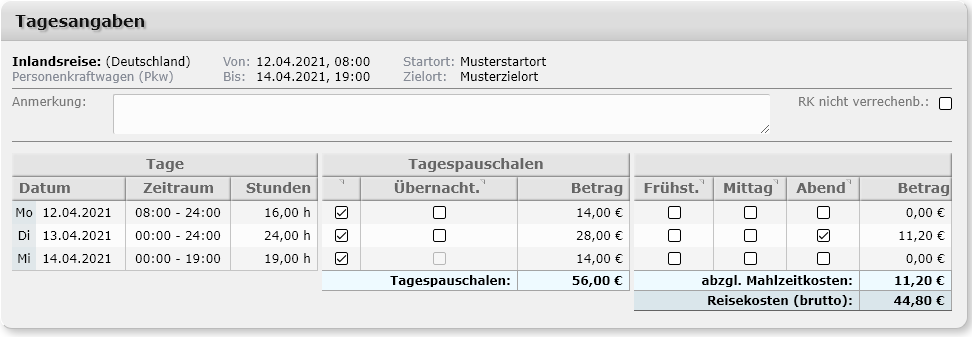 Tagesangaben
Inlandsreise: (Deutschland) Von: 12.04.2021, 08:00 Startort: Musterstartort
Personenkraftwagen (Pkw) Bis: 14.04.2021, 19:00 Zielort: Musterzielort
Anmerkung: RK nicht verrechenb.:
Tage Tagespauschalen
Datum Zeitraum Stunden Übernacht. Betrag Frühst. Mittag Abend Betrag
Mo 12.04.2021 08:00 - 24:00 16,00 h 14,00 € 0,00 €
Di 13.04.2021 00:00 - 24:00 24,00 h 28,00 € 11,20 €
Mi 14.04.2021 00:00 - 19:00 19,00 h 14,00 € 0,00 €
Tagespauschalen: 56,00 € abzgl. Mahlzeitkosten: 11,20 €
Reisekosten (brutto): 44,80 €